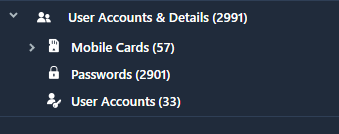 User Accounts & Details (2991)
Mobile Cards (57)
Passwords (2901)
User Accounts (33)